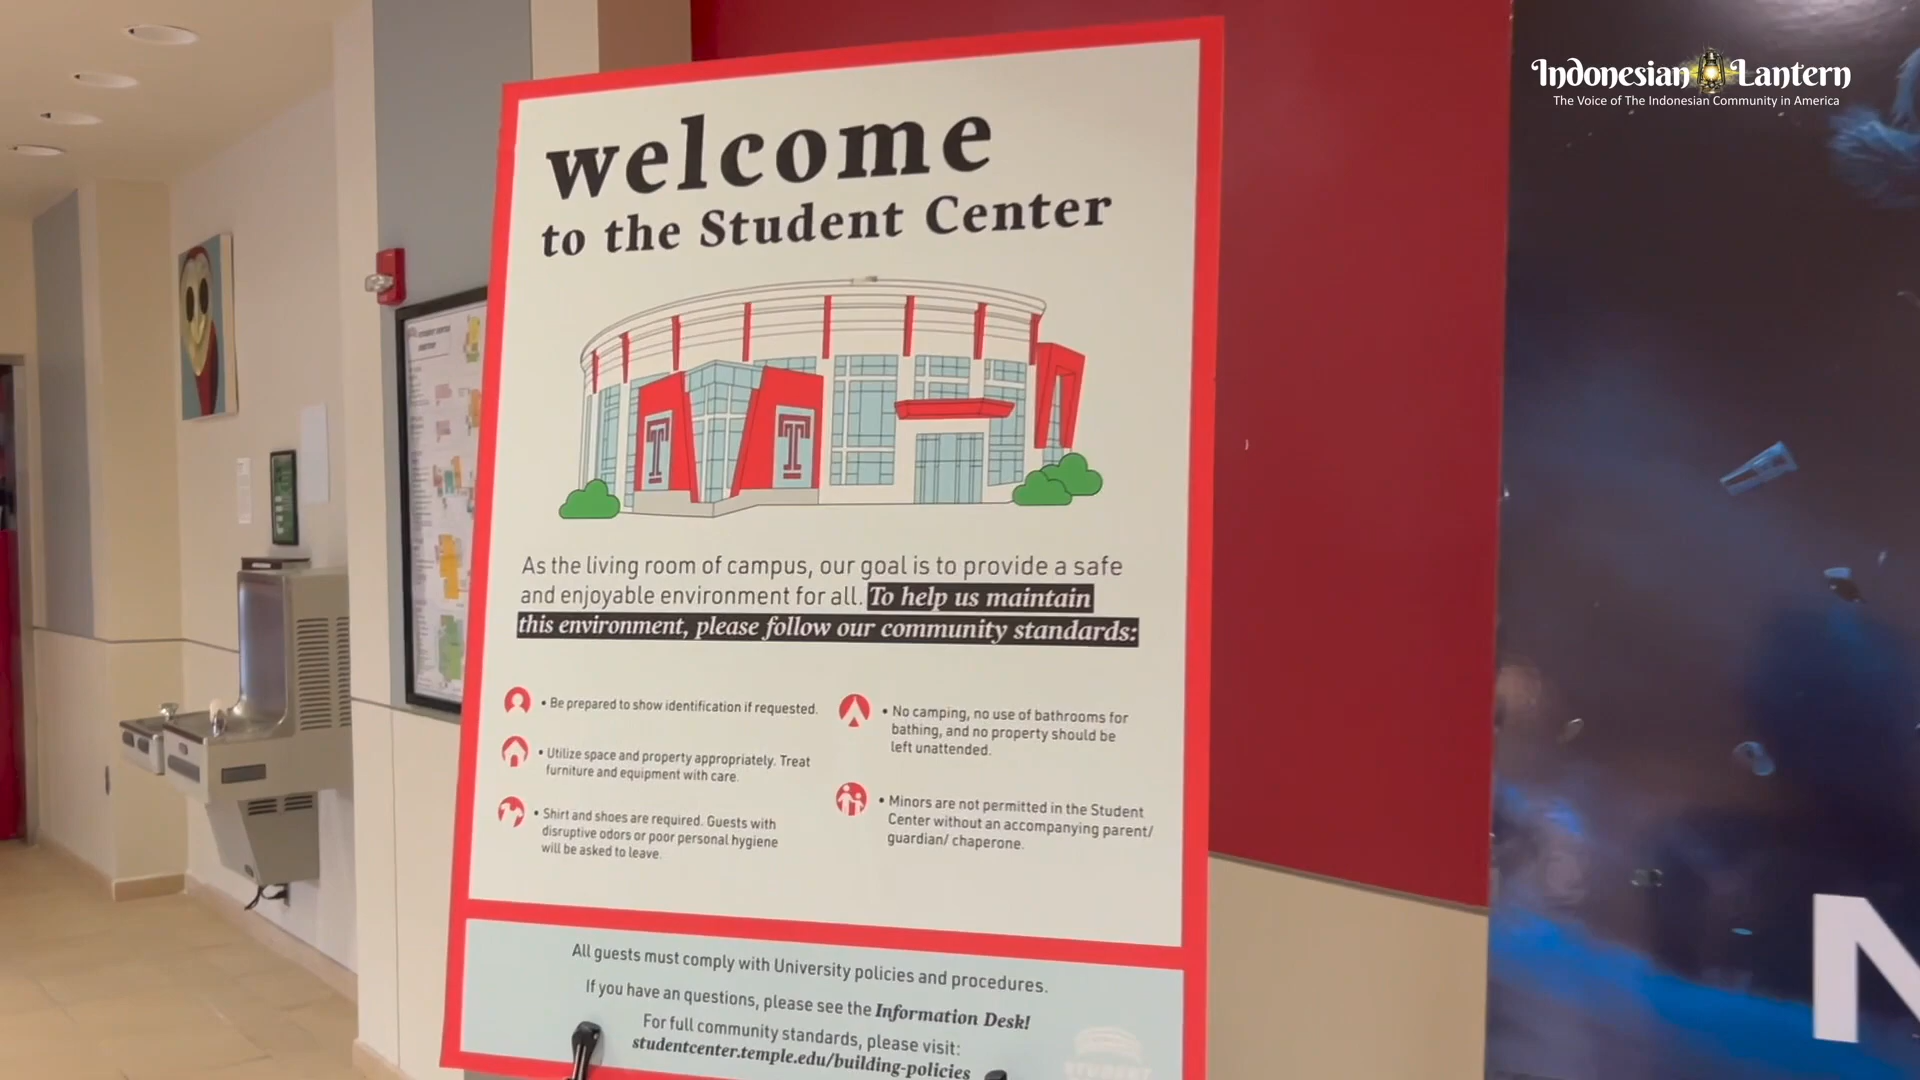 Indonesian Lantern
The Voice of The Indonesian Community in America
welcome
to the Student Center
T
T
As the living room of campus, our goal is to provide a safe
and enjoyable environment for all. To help us maintain
this environment, please follow our community standards:
• Be prepared to show identification if requested.
• Utilize space and property appropriately. Treat
furniture and equipment with care.
• Shirt and shoes are required. Guests with
disruptive odors or poor personal hygiene
will be asked to leave.
• No camping, no use of bathrooms for
bathing, and no property should be
left unattended.
• Minors are not permitted in the Student
Center without an accompanying parent/
guardian/ chaperone.
All guests must comply with University policies and procedures.
If you have an questions, please see the Information Desk!
For full community standards, please visit:
studentcenter.temple.edu/building-policies
STUDENT
N